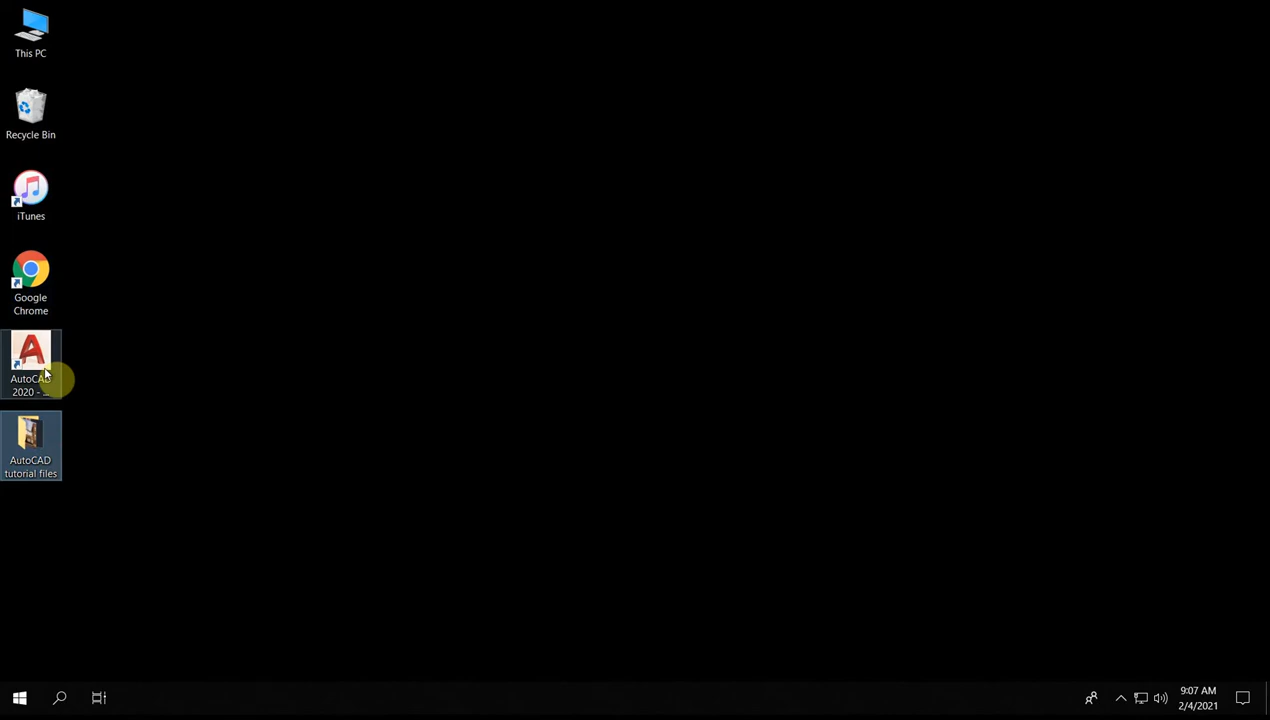 This PC
Recycle Bin
iTunes
Google
Chrome
AutoCAD
2020 - ...
AutoCAD
tutorial files
9:07 AM
2/4/2021